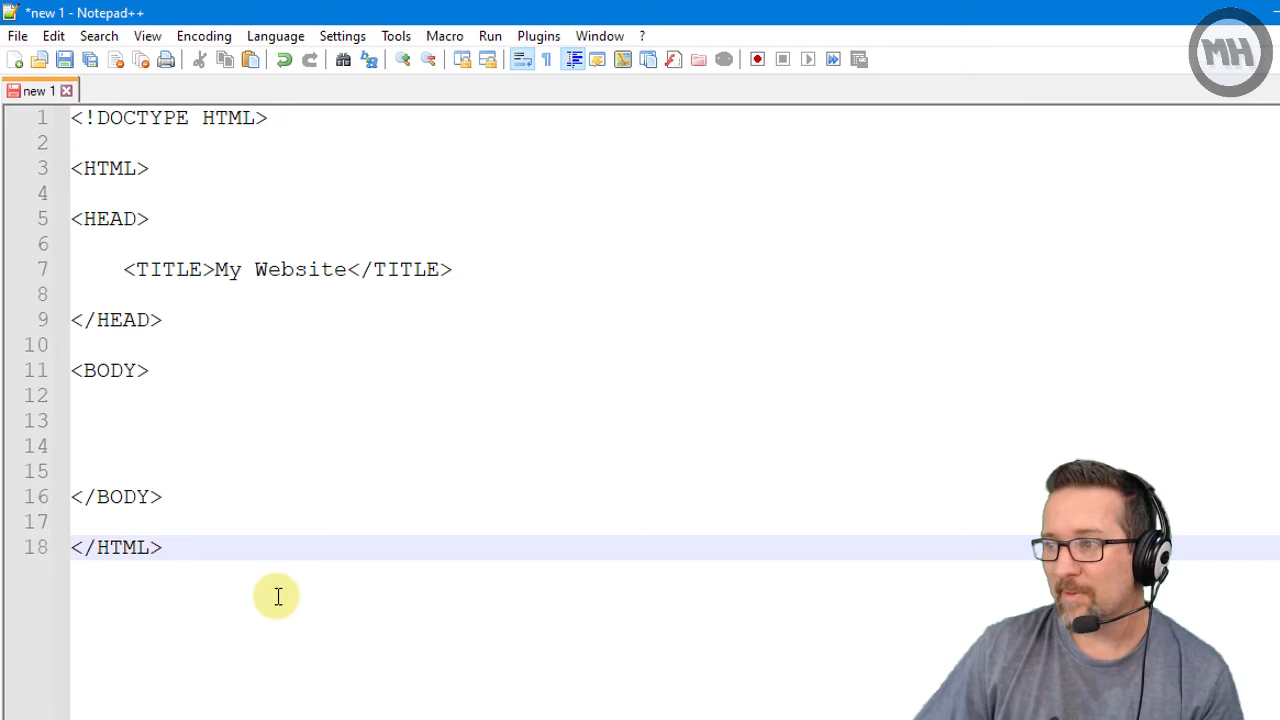 *new 1 - Notepad++
File Edit Search View Encoding Language Settings Tools Macro Run Plugins Window ?
MH
new 1
1 <!DOCTYPE HTML>
2
3 <HTML>
4
5 <HEAD>
6
7 <TITLE>My Website</TITLE>
8
9 </HEAD>
10
11 <BODY>
12
13
14
15
16 </BODY>
17
18 </HTML>